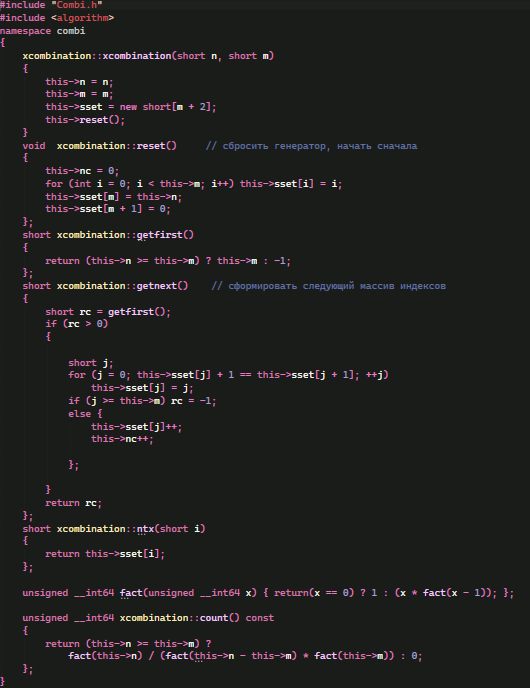 #include "Combi.h"
#include <algorithm>
namespace combi
{
    xcombination::xcombination(short n, short m)
    {
        this->n = n;
        this->m = m;
        this->sset = new short[m + 2];
        this->reset();
    }
    void  xcombination::reset()     // сбросить генератор, начать сначала
    {
        this->nc = 0;
        for (int i = 0; i < this->m; i++) this->sset[i] = i;
        this->sset[m] = this->n;
        this->sset[m + 1] = 0;
    };
    short xcombination::getfirst()
    {
        return (this->n >= this->m) ? this->m : -1;
    };
    short xcombination::getnext()    // сформировать следующий массив индексов
    {
        short rc = getfirst();
        if (rc > 0)
        {
            short j;
            for (j = 0; this->sset[j] + 1 == this->sset[j + 1]; ++j)
                this->sset[j] = j;
            if (j >= this->m) rc = -1;
            else {
                this->sset[j]++;
                this->nc++;
            };
        }
        return rc;
    };
    short xcombination::ntx(short i)
    {
        return this->sset[i];
    };
    unsigned __int64 fact(unsigned __int64 x) { return(x == 0) ? 1 : (x * fact(x - 1)); };
    unsigned __int64 xcombination::count() const
    {
        return (this->n >= this->m) ?
            fact(this->n) / (fact(this->n - this->m) * fact(this->m)) : 0;
    };
}